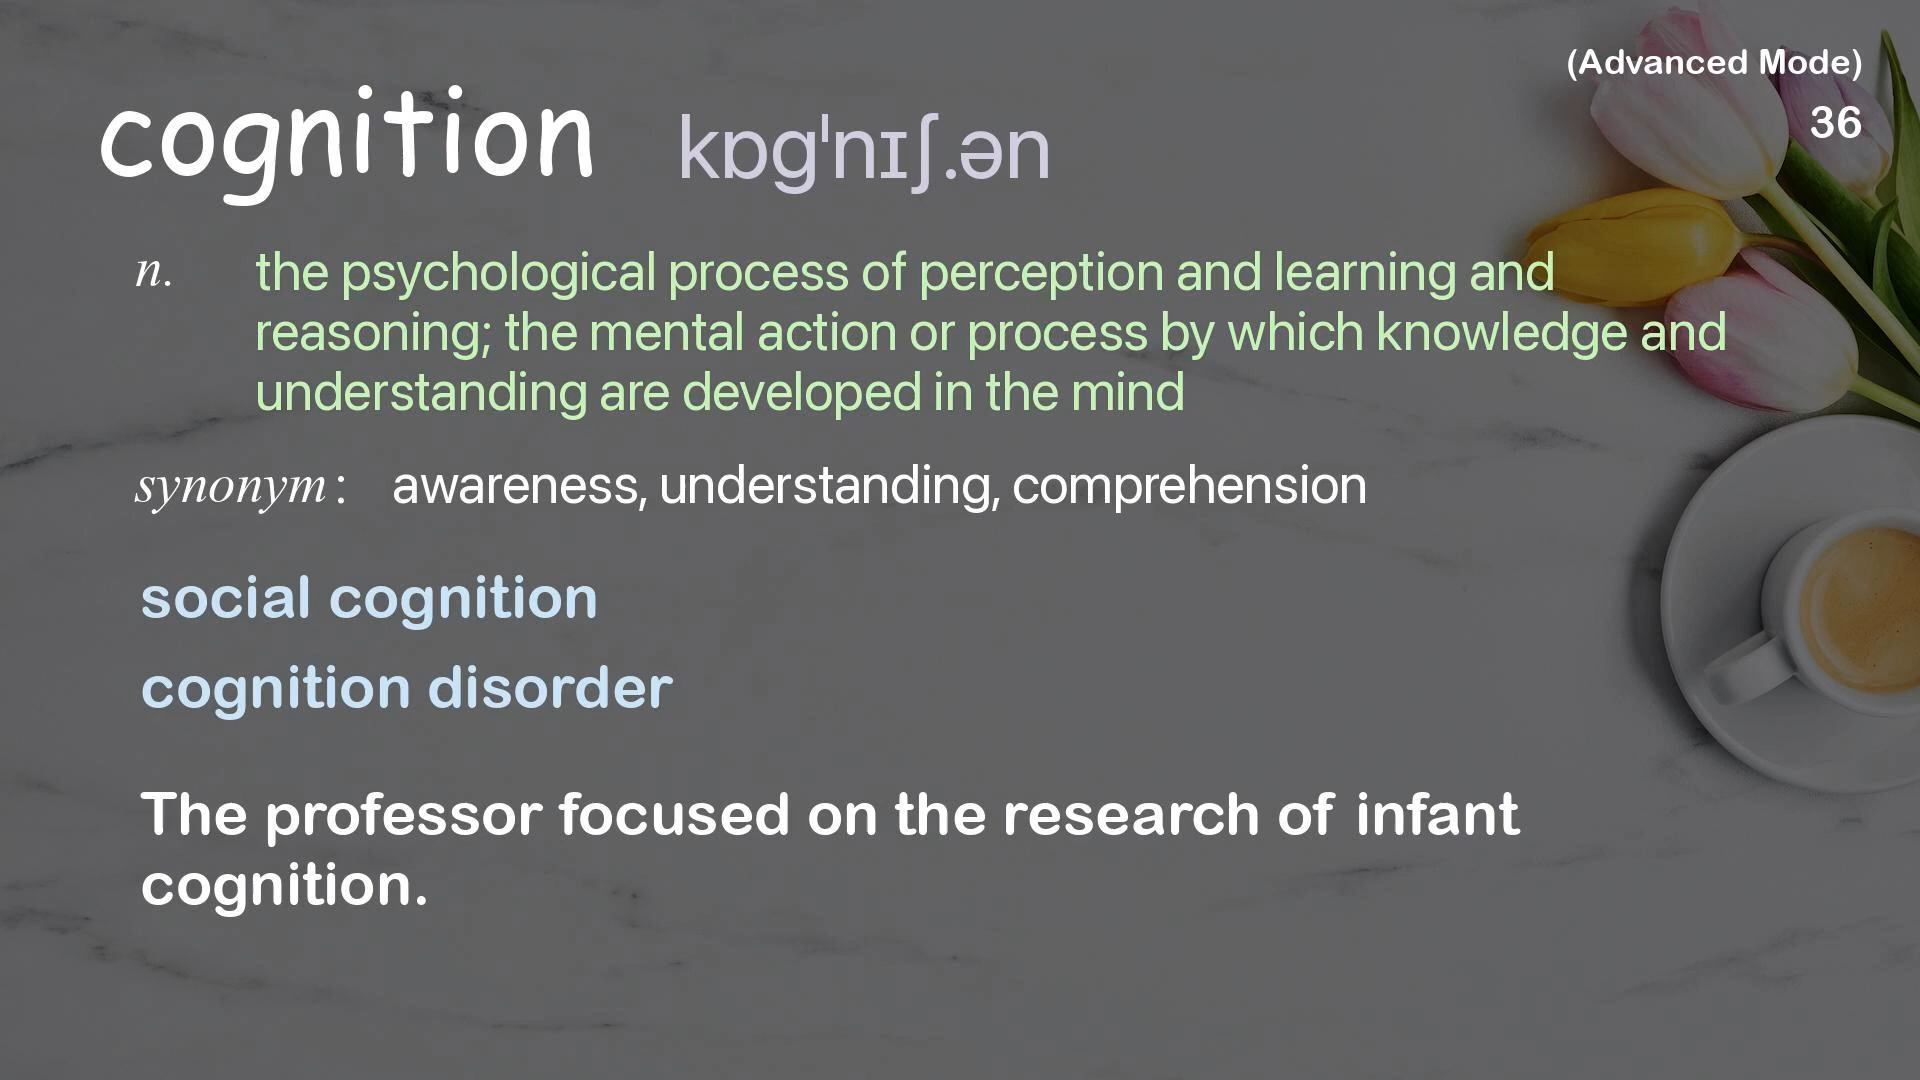 (Advanced Mode)
36
cognition kɒɡˈnɪʃ.ən
n. the psychological process of perception and learning and
reasoning; the mental action or process by which knowledge and
understanding are developed in the mind
synonym: awareness, understanding, comprehension
social cognition
cognition disorder
The professor focused on the research of infant
cognition.